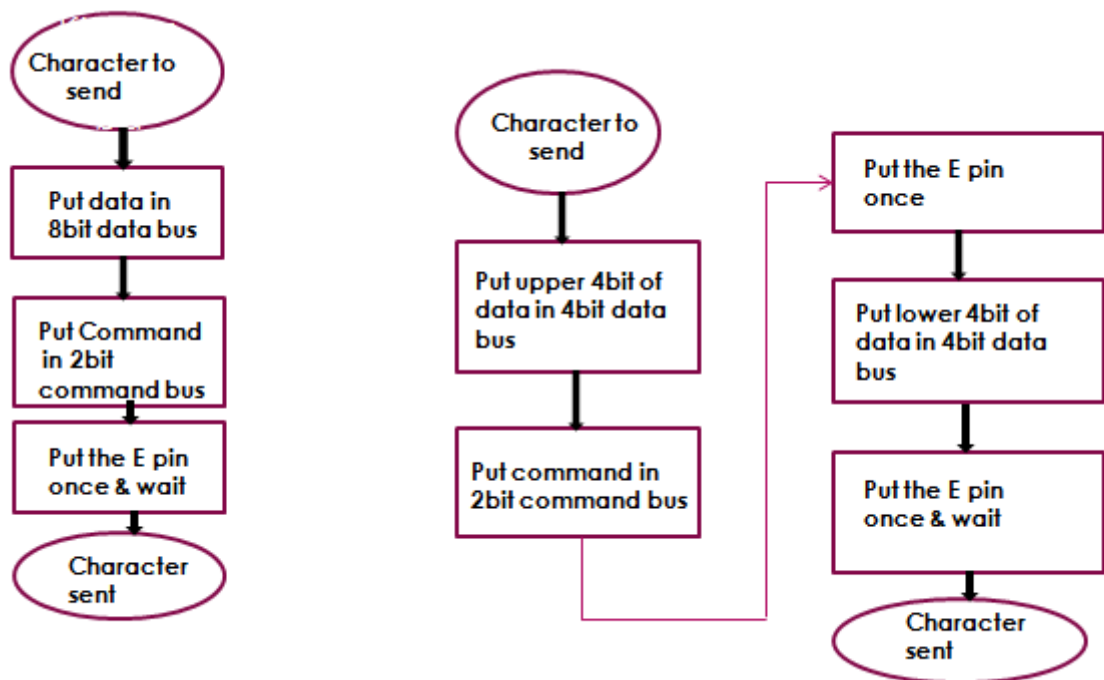 Character to
send
Put data in
8bit data bus
Put Command
in 2bit
command bus
Put the E pin
once & wait
Character
sent
Character to
send
Put upper 4bit of
data in 4bit data
bus
Put command in
2bit command bus
Put the E pin
once
Put lower 4bit of
data in 4bit data
bus
Put the E pin
once & wait
Character
sent